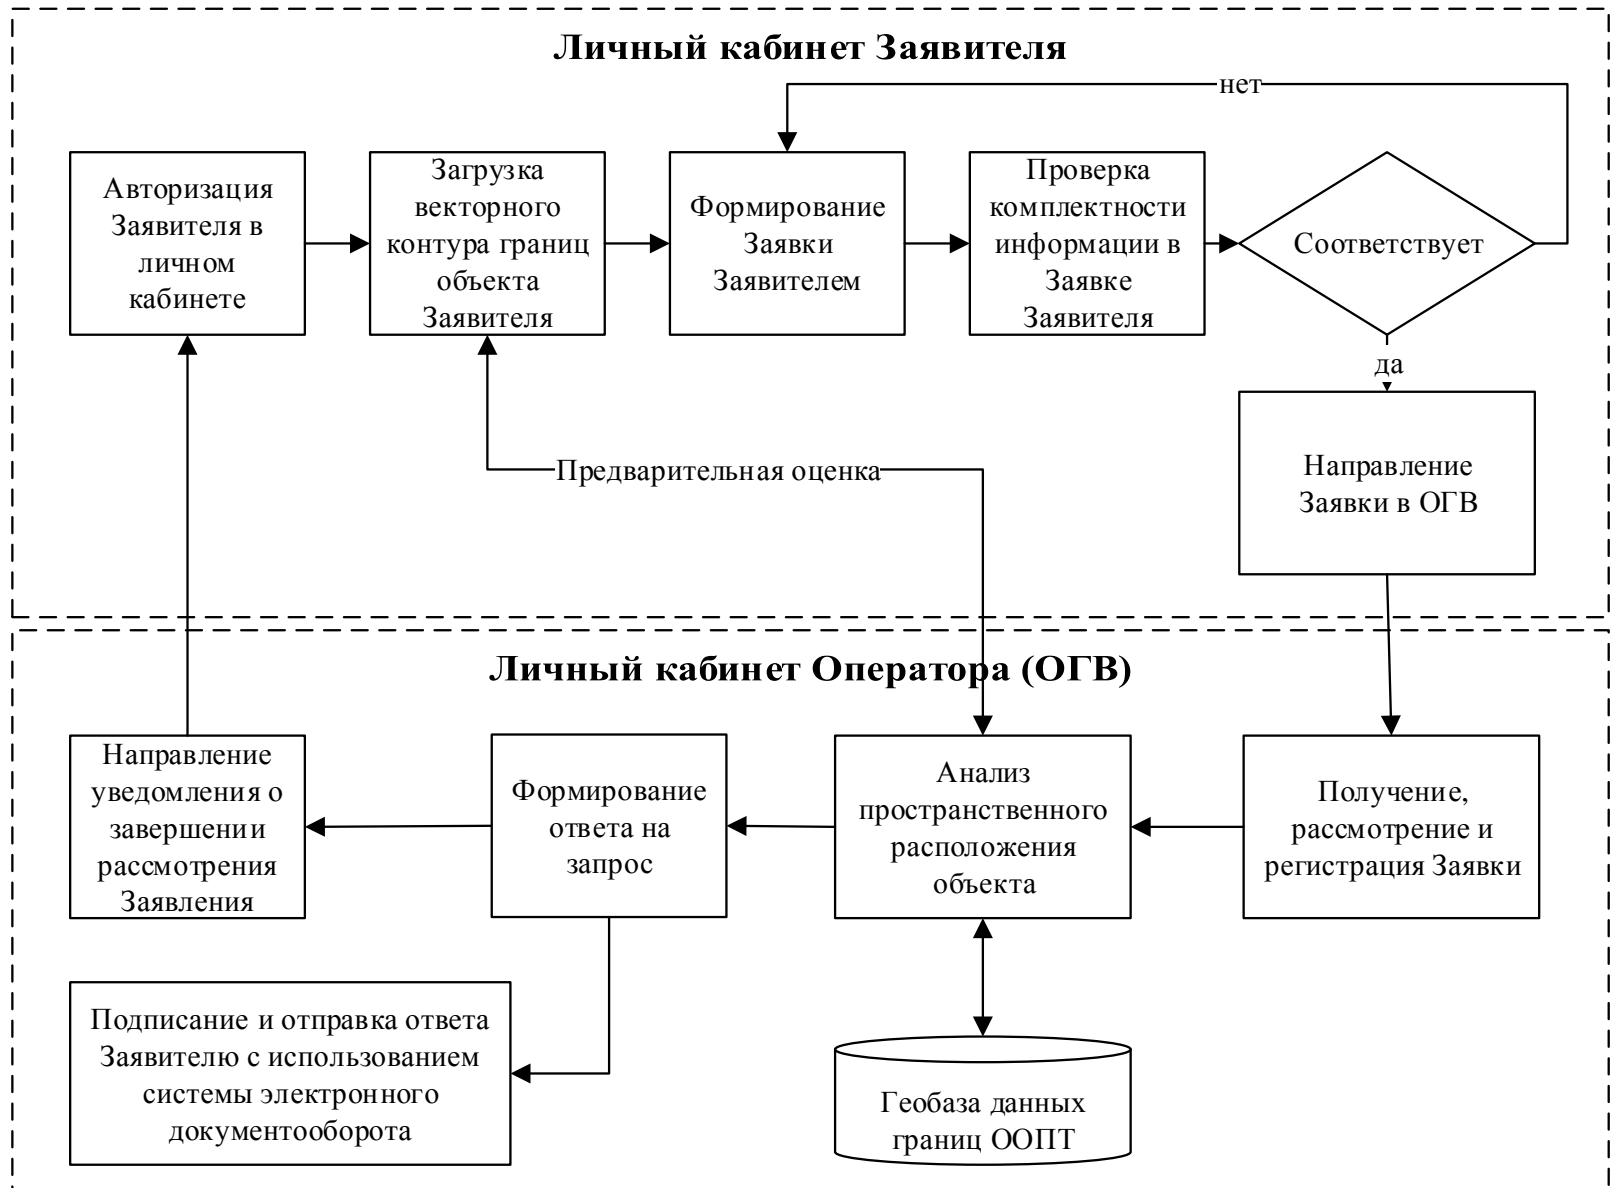 Личный кабинет Заявителя
нет
Авторизация
Заявителя в
личном
кабинете
Загрузка
векторного
контура границ
объекта
Заявителя
Формирование
Заявки
Заявителем
Проверка
комплектности
информации в
Заявке
Заявителя
Соответствует
да
Предварительная оценка
Направление
Заявки в ОГВ
Личный кабинет Оператора (ОГВ)
Направление
уведомления о
завершении
рассмотрения
Заявления
Формирование
ответа на
запрос
Анализ
пространственного
расположения
объекта
Получение,
рассмотрение и
регистрация Заявки
Подписание и отправка ответа
Заявителю с использованием
системы электронного
документооборота
Геобаза данных
границ ООПТ